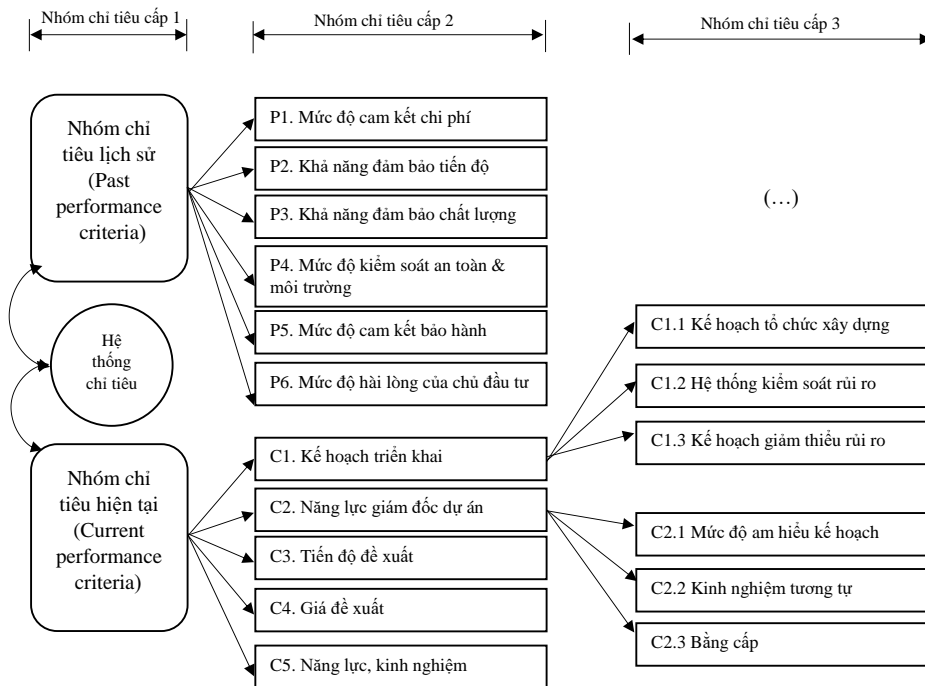 Nhóm chỉ tiêu cấp 1
Nhóm chỉ tiêu cấp 2
Nhóm chỉ tiêu cấp 3
Nhóm chỉ
tiêu lịch sử
(Past
performance
criteria)
P1. Mức độ cam kết chi phí
P2. Khả năng đảm bảo tiến độ
P3. Khả năng đảm bảo chất lượng
P4. Mức độ kiểm soát an toàn &
môi trường
P5. Mức độ cam kết bảo hành
P6. Mức độ hài lòng của chủ đầu tư
(…)
Hệ
thống
chỉ tiêu
Nhóm chỉ
tiêu hiện tại
(Current
performance
criteria)
C1. Kế hoạch triển khai
C2. Năng lực giám đốc dự án
C3. Tiến độ đề xuất
C4. Giá đề xuất
C5. Năng lực, kinh nghiệm
C1.1 Kế hoạch tổ chức xây dựng
C1.2 Hệ thống kiểm soát rủi ro
C1.3 Kế hoạch giảm thiểu rủi ro
C2.1 Mức độ am hiểu kế hoạch
C2.2 Kinh nghiệm tương tự
C2.3 Bằng cấp